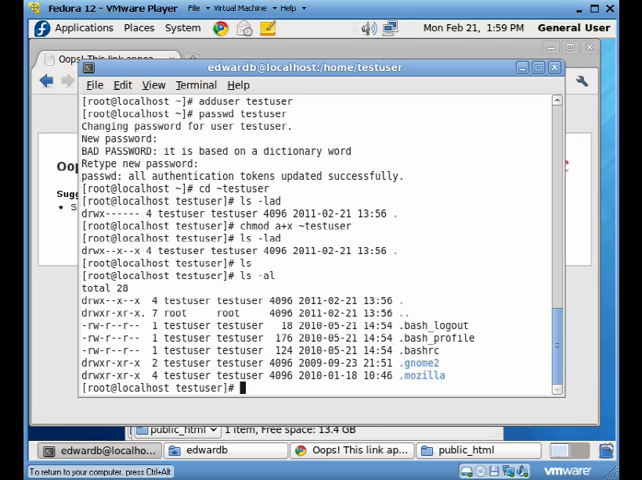 Fedora 12 - VMware Player File Virtual Machine Help
Applications Places System Mon Feb 21, 1:59 PM General User
Oops! This link appea
edwardb@localhost:/home/testuser
File Edit View Terminal Help
[root@localhost ~]# adduser testuser
[root@localhost ~]# passwd testuser
Changing password for user testuser.
New password:
BAD PASSWORD: it is based on a dictionary word
Retype new password:
passwd: all authentication tokens updated successfully.
[root@localhost ~]# cd ~testuser
[root@localhost testuser]# ls -lad
drwx------ 4 testuser testuser 4096 2011-02-21 13:56 .
[root@localhost testuser]# chmod a+x ~testuser
[root@localhost testuser]# ls -lad
drwx--x--x 4 testuser testuser 4096 2011-02-21 13:56 .
[root@localhost testuser]# ls
[root@localhost testuser]# ls -al
total 28
drwx--x--x 4 testuser testuser 4096 2011-02-21 13:56 .
drwxr-xr-x. 7 root root 4096 2011-02-21 13:56 ..
-rw-r--r-- 1 testuser testuser 18 2010-05-21 14:54 .bash_logout
-rw-r--r-- 1 testuser testuser 176 2010-05-21 14:54 .bash_profile
-rw-r--r-- 1 testuser testuser 124 2010-05-21 14:54 .bashrc
drwxr-xr-x 2 testuser testuser 4096 2009-09-23 21:51 .gnome2
drwxr-xr-x 4 testuser testuser 4096 2010-01-18 10:46 .mozilla
[root@localhost testuser]#
Oo
Sugg
public_html 1 item, Free space: 13.4 GB
edwardb@localho... edwardb Oops! This link ap... public_html
To return to your computer, press Ctrl+Alt. vmware